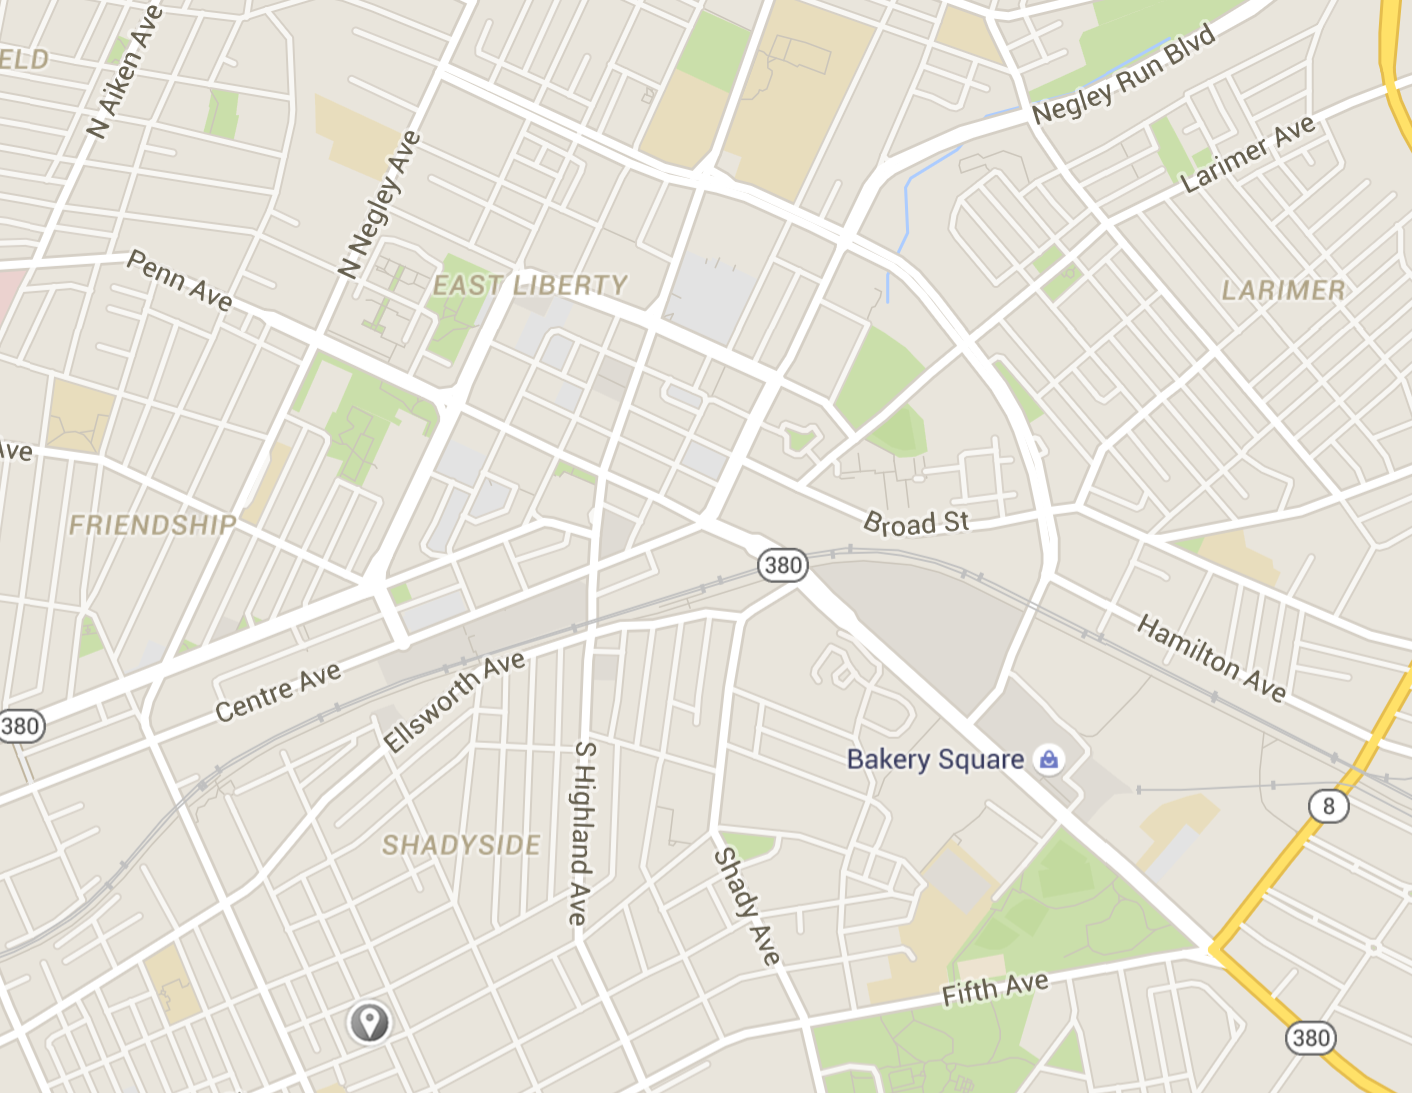 N Aiken Ave
ELD
Negley Run Blvd
Larimer Ave
N Negley Ave
Penn Ave
EAST LIBERTY
LARIMER
Ave
FRIENDSHIP
Broad St
380
Hamilton Ave
Centre Ave
Ellsworth Ave
380
S Highland Ave
Bakery Square
8
SHADYSIDE
Shady Ave
Fifth Ave
380